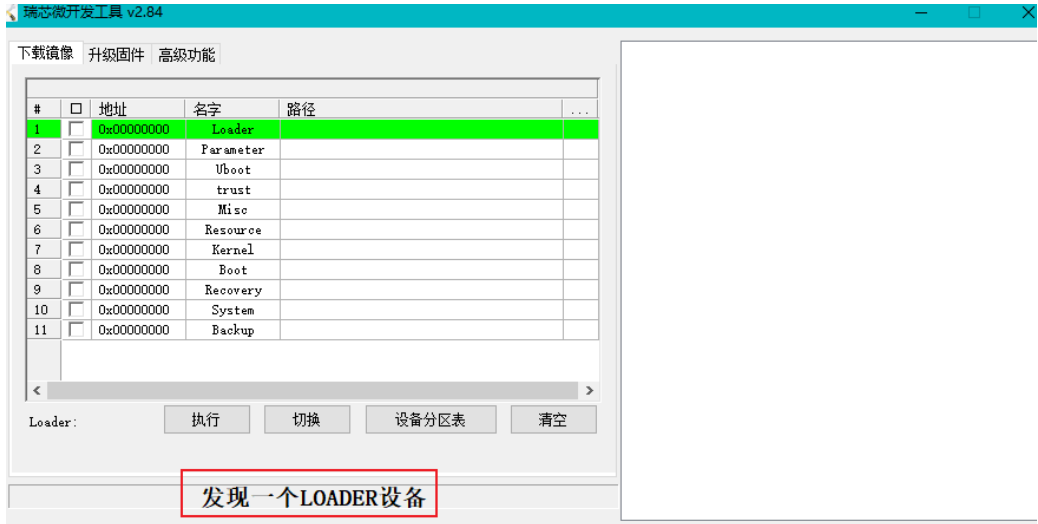 瑞芯微开发工具 v2.84
下载镜像 升级固件 高级功能
# 地址 名字 路径 ...
1 0x00000000 Loader
2 0x00000000 Parameter
3 0x00000000 Uboot
4 0x00000000 trust
5 0x00000000 Misc
6 0x00000000 Resource
7 0x00000000 Kernel
8 0x00000000 Boot
9 0x00000000 Recovery
10 0x00000000 System
11 0x00000000 Backup
Loader: 执行 切换 设备分区表 清空
发现一个LOADER设备